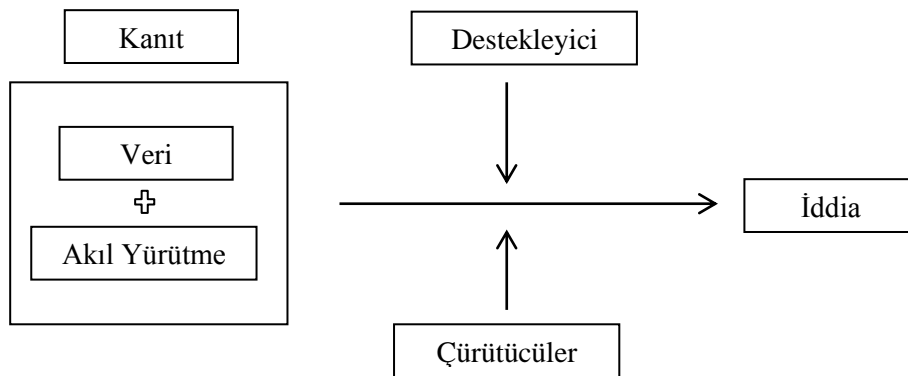 Kanıt
Destekleyici
Veri
Akıl Yürütme
İddia
Çürütücüler